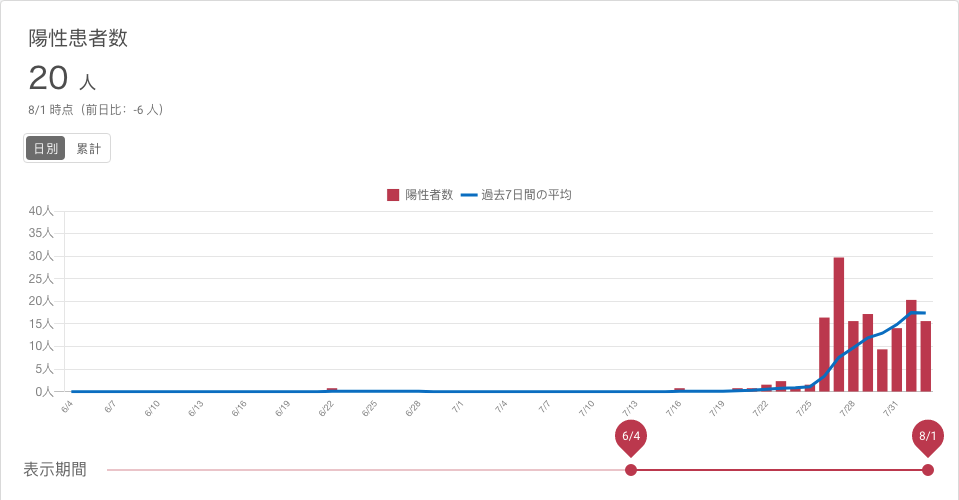 陽性患者数
20 人
8/1 時点（前日比：-6 人）
日別 累計
陽性者数 過去7日間の平均
40人
35人
30人
25人
20人
15人
10人
5人
0人
6/4 6/7 6/10 6/13 6/16 6/19 6/22 6/25 6/28 7/1 7/4 7/7 7/10 7/13 7/16 7/19 7/22 7/25 7/28 7/31
6/4 8/1
表示期間